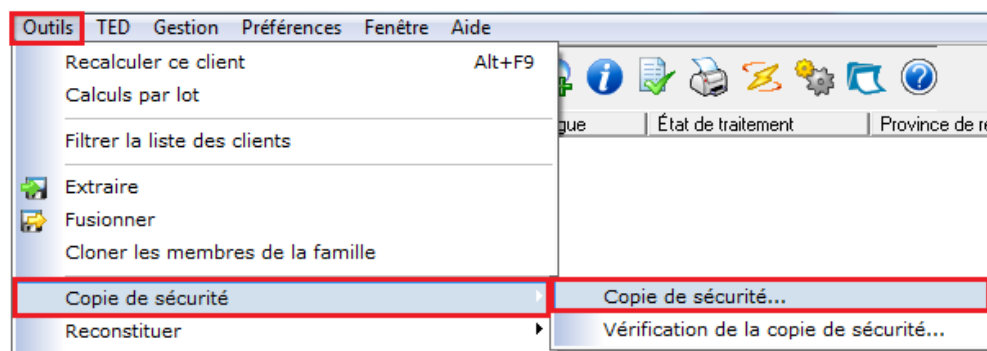 Outils TED Gestion Préférences Fenêtre Aide
Recalculer ce client Alt+F9
Calculs par lot
État de traitement Province de
Filtrer la liste des clients
Extraire
Fusionner
Cloner les membres de la famille
Copie de sécurité Copie de sécurité...
Reconstituer Vérification de la copie de sécurité...